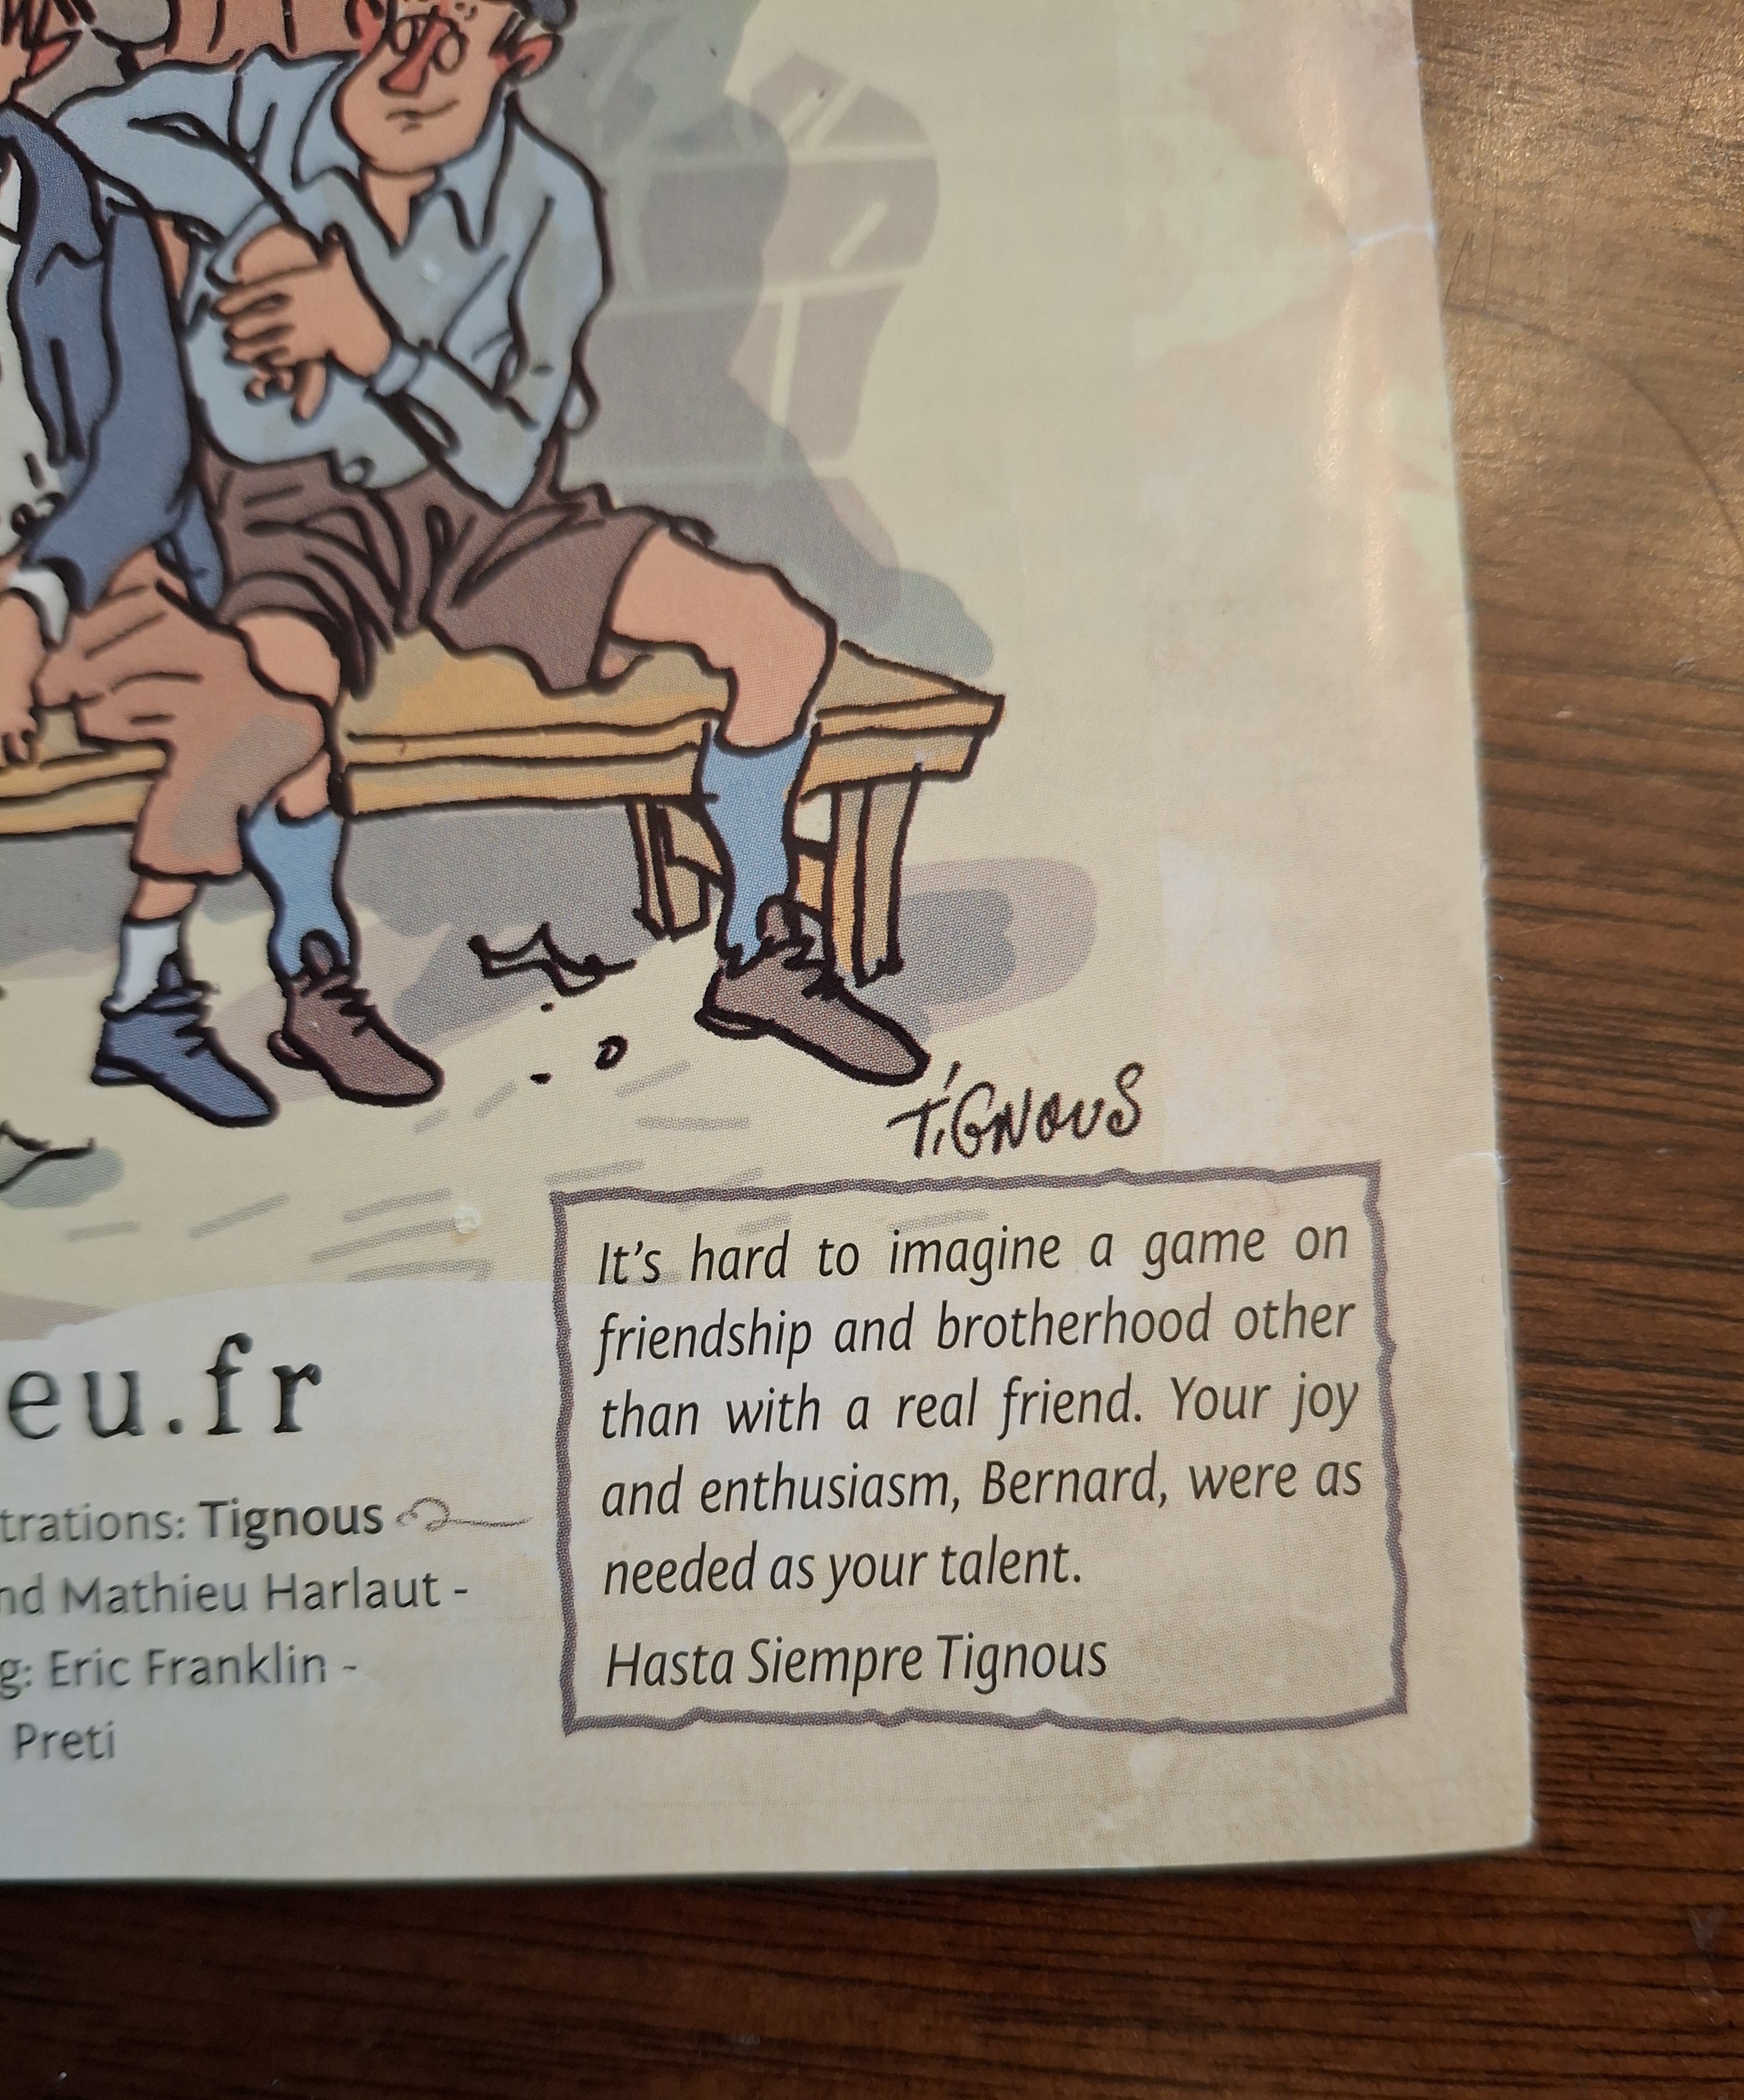 TiGNOUS
It's hard to imagine a game on
friendship and brotherhood other
than with a real friend. Your joy
and enthusiasm, Bernard, were as
needed as your talent.
Hasta Siempre Tignous
eu.fr
trations: Tignous
nd Mathieu Harlaut -
g: Eric Franklin -
Preti